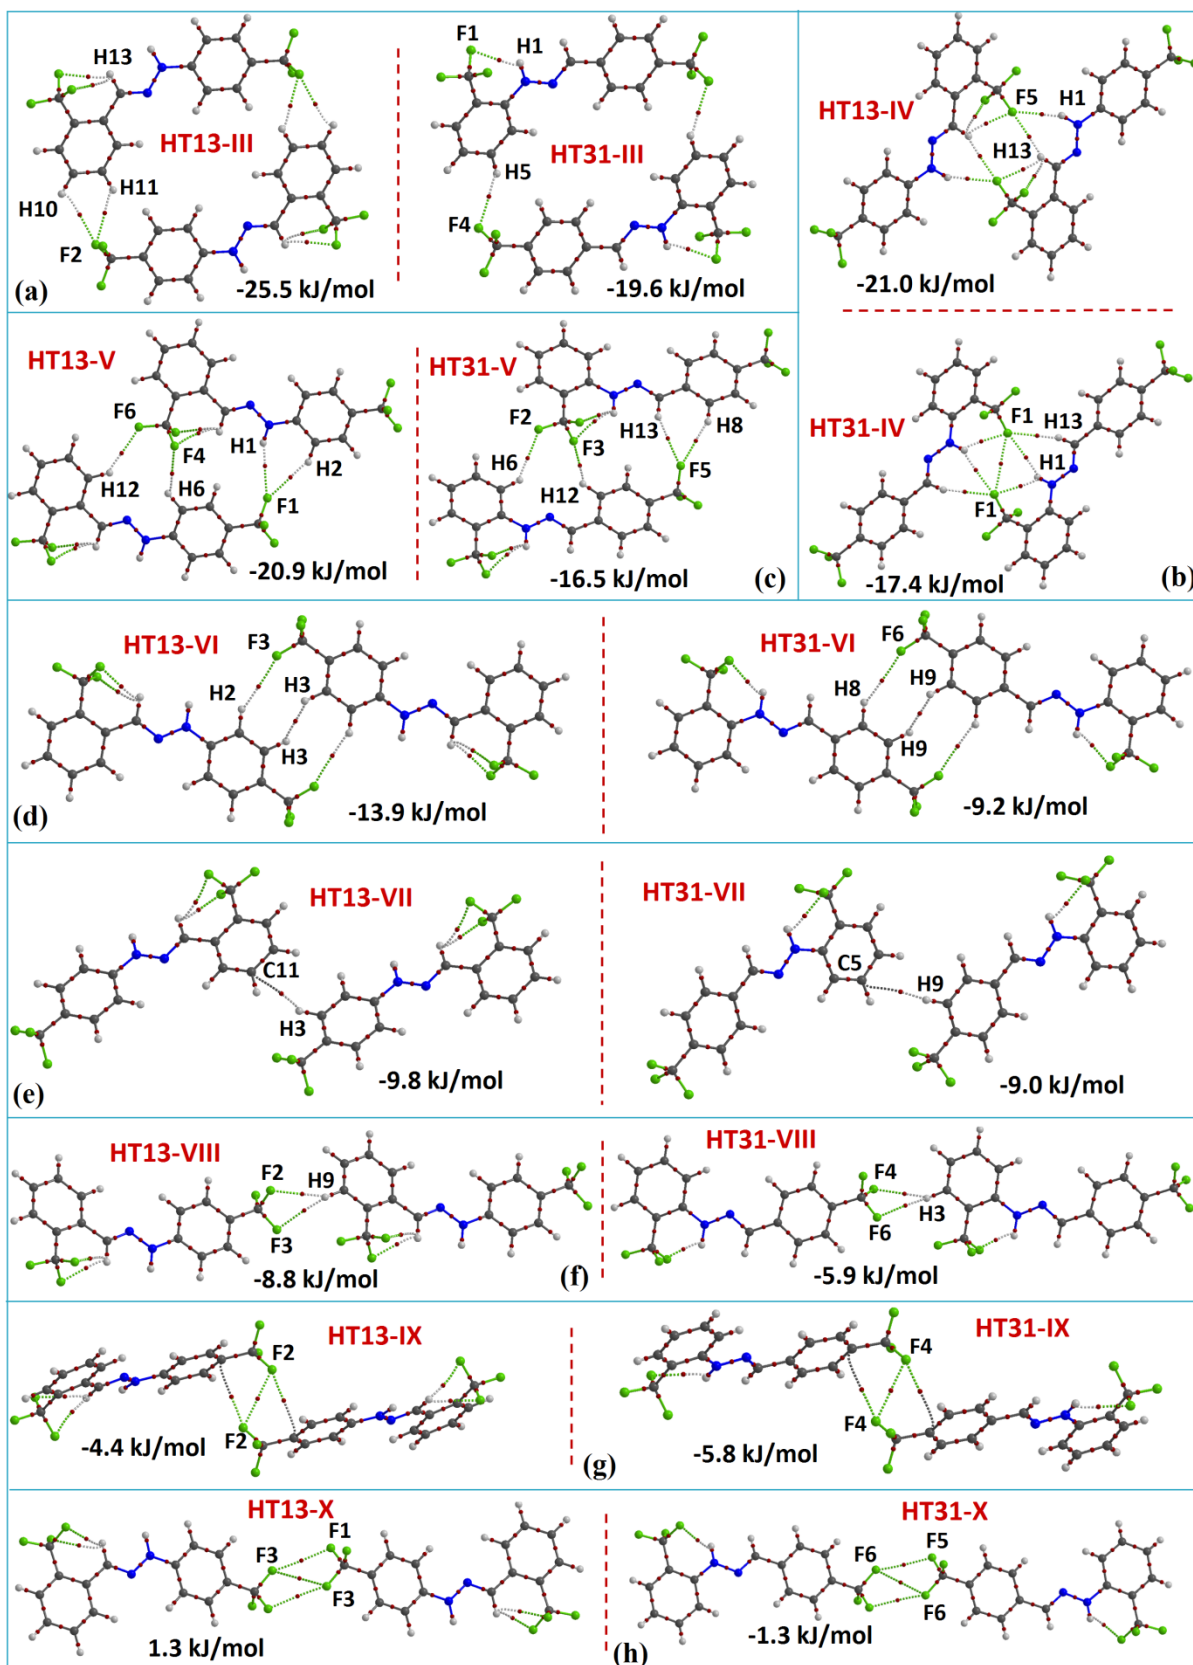 H13
HT13-III
H11
H10
F2
-25.5 kJ/mol
(a)
F1
H1
HT31-III
H5
F4
-19.6 kJ/mol
HT13-IV
F5
H1
H13
-21.0 kJ/mol
HT31-IV
F1
H13
H1
F1
-17.4 kJ/mol
(b)
HT13-V
F6
F4
H1
H2
H12
H6
F1
-20.9 kJ/mol
HT31-V
F2
F3
H13
H8
H6
F5
H12
-16.5 kJ/mol
(c)
HT13-VI
F3
H2
H3
H3
-13.9 kJ/mol
(d)
HT31-VI
F6
H8
H9
H9
-9.2 kJ/mol
HT13-VII
C11
H3
-9.8 kJ/mol
(e)
HT31-VII
C5
H9
-9.0 kJ/mol
HT13-VIII
F2
H9
F3
-8.8 kJ/mol
(f)
HT31-VIII
F4
H3
F6
-5.9 kJ/mol
HT13-IX
F2
F2
-4.4 kJ/mol
(g)
HT31-IX
F4
F4
-5.8 kJ/mol
HT13-X
F1
F3
F3
1.3 kJ/mol
HT31-X
F5
F6
F6
-1.3 kJ/mol
(h)